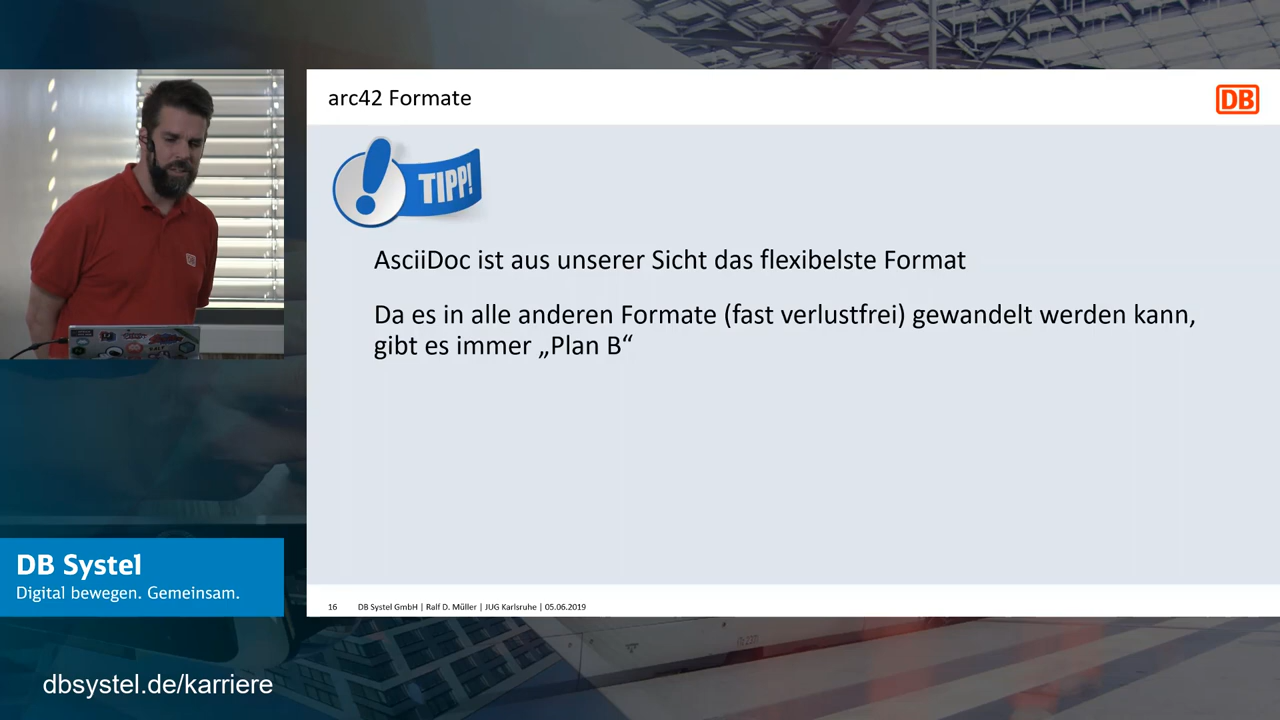 arc42 Formate
DB
TIPP!
AsciiDoc ist aus unserer Sicht das flexibelste Format
Da es in alle anderen Formate (fast verlustfrei) gewandelt werden kann,
gibt es immer „Plan B“
DB Systel
Digital bewegen. Gemeinsam.
16 DB Systel GmbH | Ralf D. Müller | JUG Karlsruhe | 05.06.2019
dbsystel.de/karriere